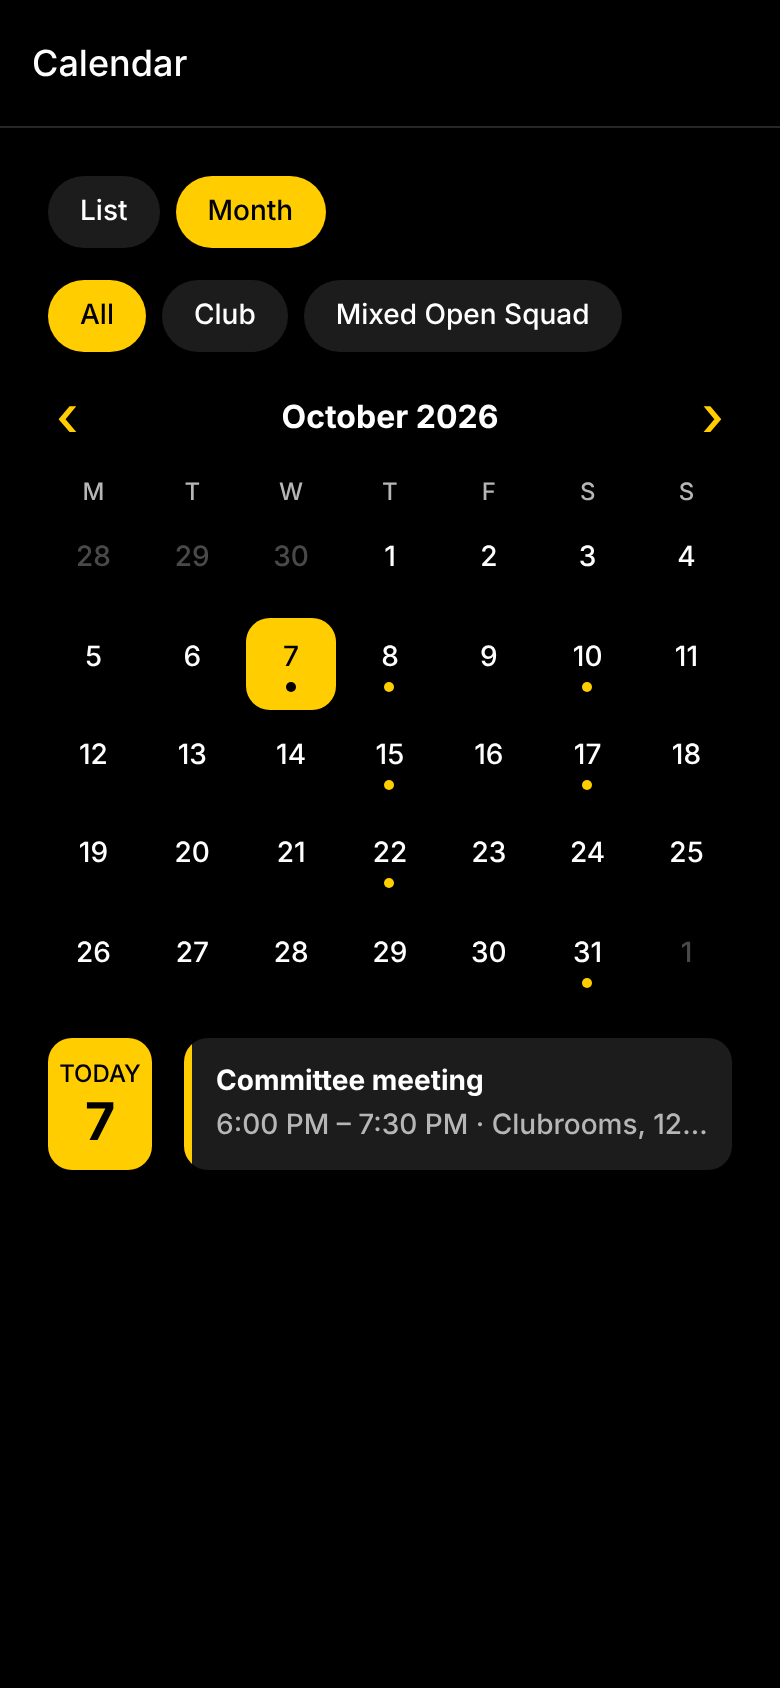 Calendar
List Month
All Club Mixed Open Squad
‹ October 2026 ›
M T W T F S S
28 29 30 1 2 3 4
5 6 7 8 9 10 11
12 13 14 15 16 17 18
19 20 21 22 23 24 25
26 27 28 29 30 31 1
TODAY
7
Committee meeting
6:00 PM – 7:30 PM · Clubrooms, 12...